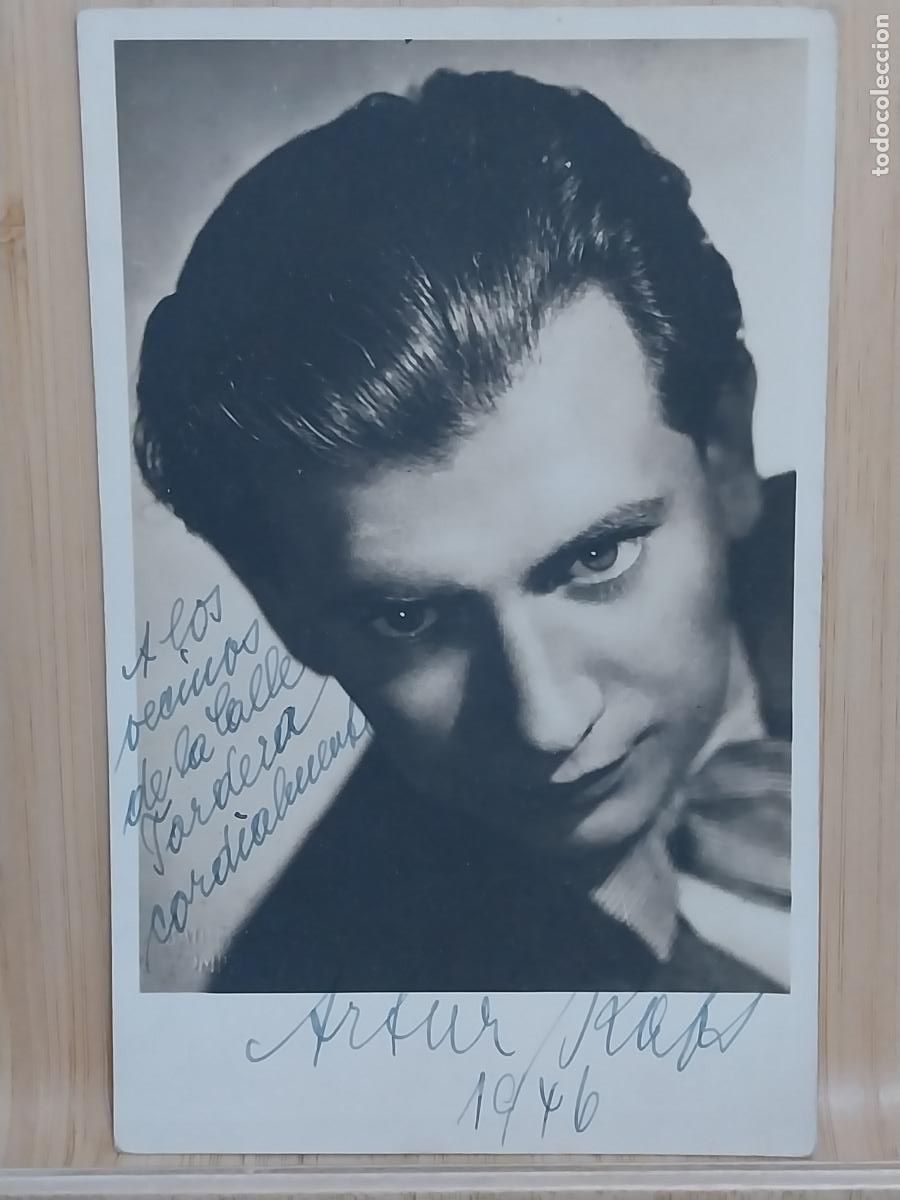 todocoleccion
A los
vecinos
de la Calle
Tordera
cordialmente
Artur Kaps
1946